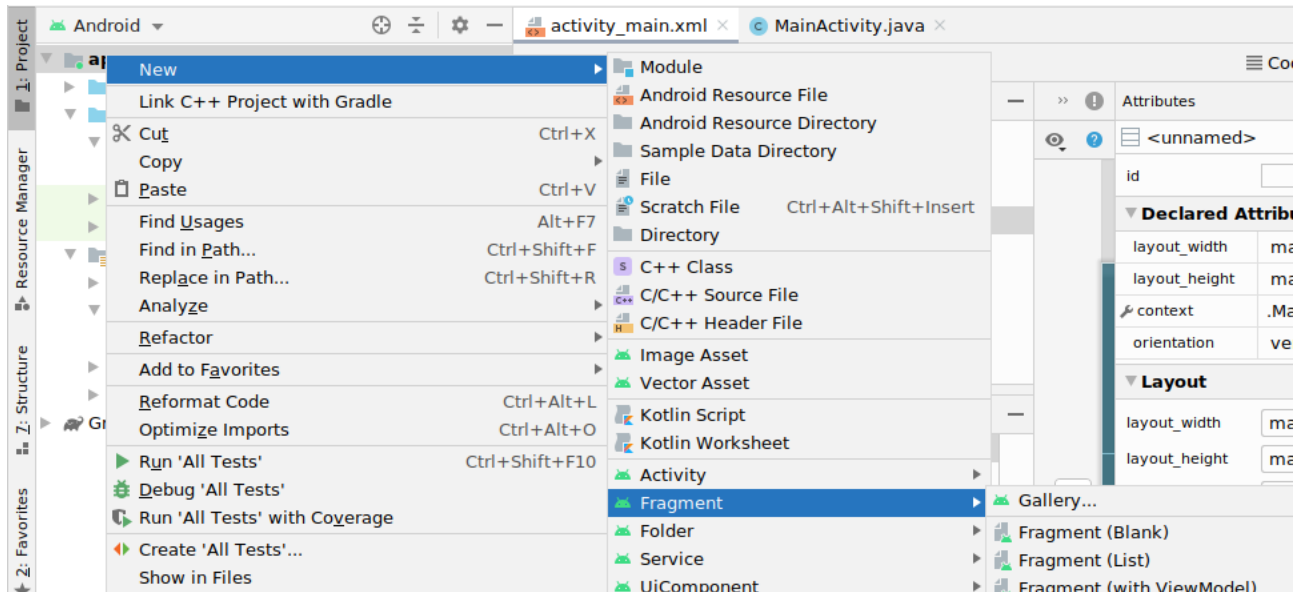 1: Project
Resource Manager
7: Structure
2: Favorites
Android
activity_main.xml
MainActivity.java
New
Link C++ Project with Gradle
Cut Ctrl+X
Copy
Paste Ctrl+V
Find Usages Alt+F7
Find in Path... Ctrl+Shift+F
Replace in Path... Ctrl+Shift+R
Analyze
Refactor
Add to Favorites
Reformat Code Ctrl+Alt+L
Optimize Imports Ctrl+Alt+O
Run 'All Tests' Ctrl+Shift+F10
Debug 'All Tests'
Run 'All Tests' with Coverage
Create 'All Tests'...
Show in Files
Module
Android Resource File
Android Resource Directory
Sample Data Directory
File
Scratch File Ctrl+Alt+Shift+Insert
Directory
C++ Class
C/C++ Source File
C/C++ Header File
Image Asset
Vector Asset
Kotlin Script
Kotlin Worksheet
Activity
Fragment
Folder
Service
UiComponent
Gallery...
Fragment (Blank)
Fragment (List)
Fragment (with ViewModel)
Attributes
<unnamed>
id
Declared
layout_width
layout_height
context
orientation
Layout
layout_width
layout_height